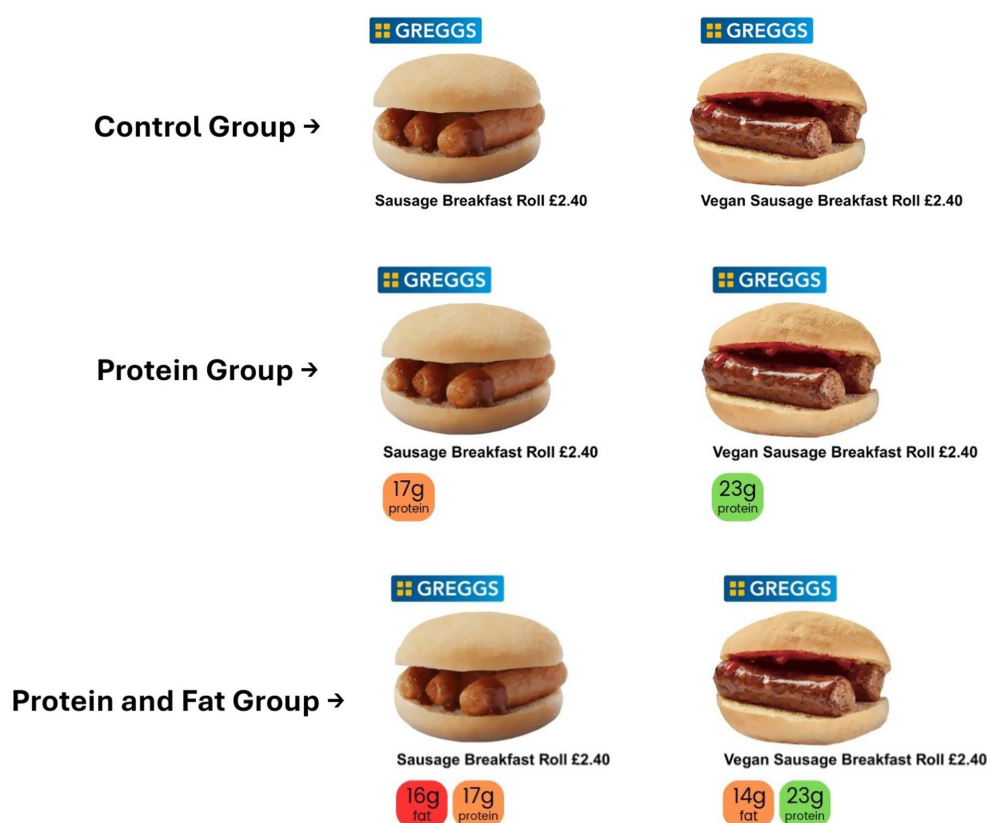 GREGGS
GREGGS
Control Group →
Sausage Breakfast Roll £2.40
Vegan Sausage Breakfast Roll £2.40
GREGGS
GREGGS
Protein Group →
Sausage Breakfast Roll £2.40
Vegan Sausage Breakfast Roll £2.40
17g
protein
23g
protein
GREGGS
GREGGS
Protein and Fat Group →
Sausage Breakfast Roll £2.40
Vegan Sausage Breakfast Roll £2.40
16g
fat
17g
protein
14g
fat
23g
protein